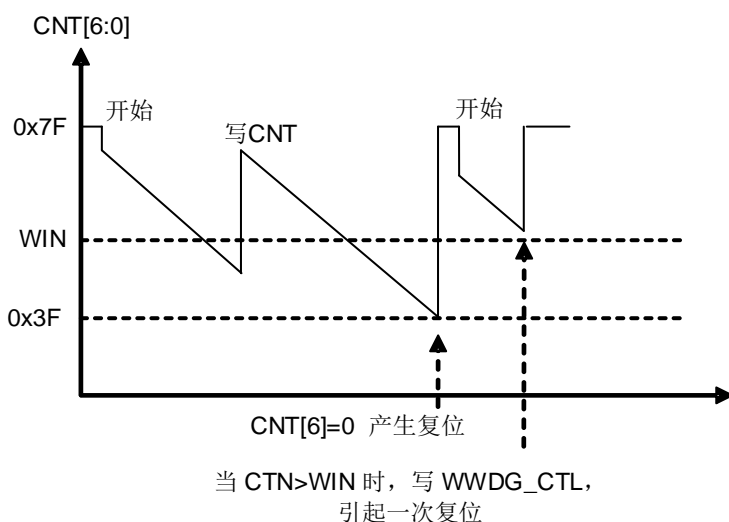 CNT[6:0]
开始
开始
0x7F
写CNT
WIN
0x3F
CNT[6]=0 产生复位
当 CTN>WIN 时，写 WWDG_CTL，
引起一次复位